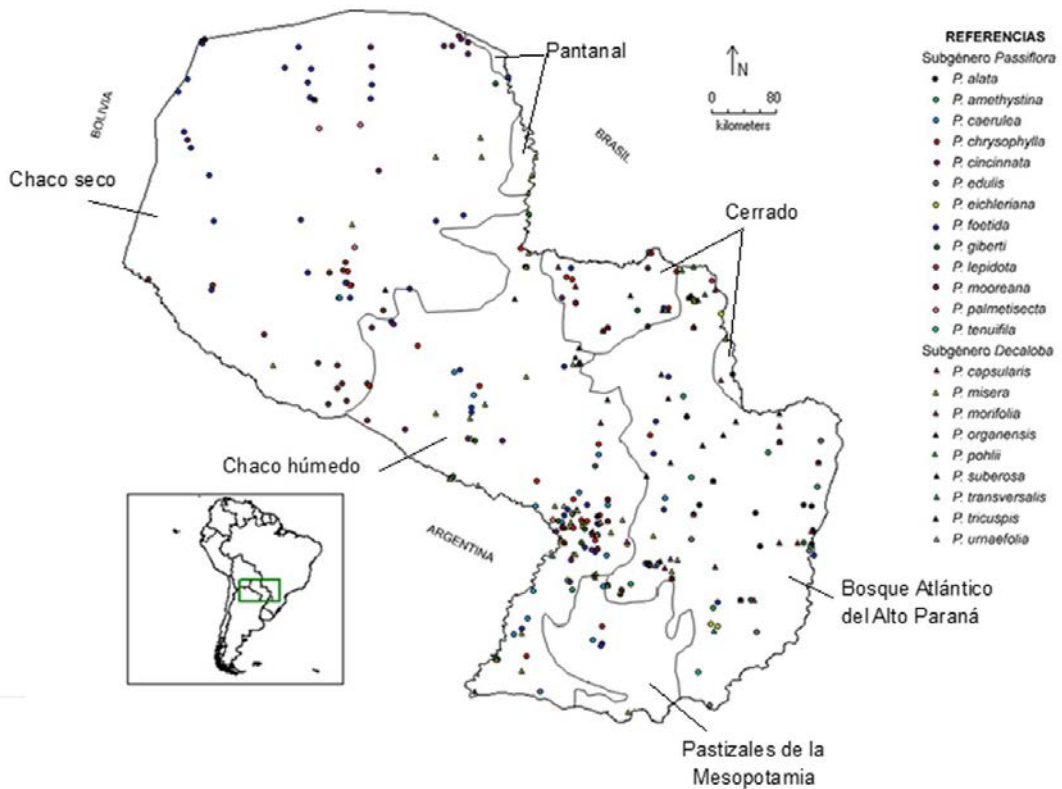 Pantanal
N
0 80
kilometers
BOLIVIA
BRASIL
Chaco seco
Cerrado
Chaco húmedo
ARGENTINA
Bosque Atlántico
del Alto Paraná
Pastizales de la
Mesopotamia
REFERENCIAS
Subgénero Passiflora
P. alata
P. amethystina
P. caerulea
P. chrysophylla
P. cincinnata
P. edulis
P. eichleriana
P. foetida
P. giberti
P. lepidota
P. mooreana
P. palmetisecta
P. tenuifila
Subgénero Decaloba
P. capsularis
P. misera
P. morifolia
P. organensis
P. pohlii
P. suberosa
P. transversalis
P. tricuspis
P. urnaefolia